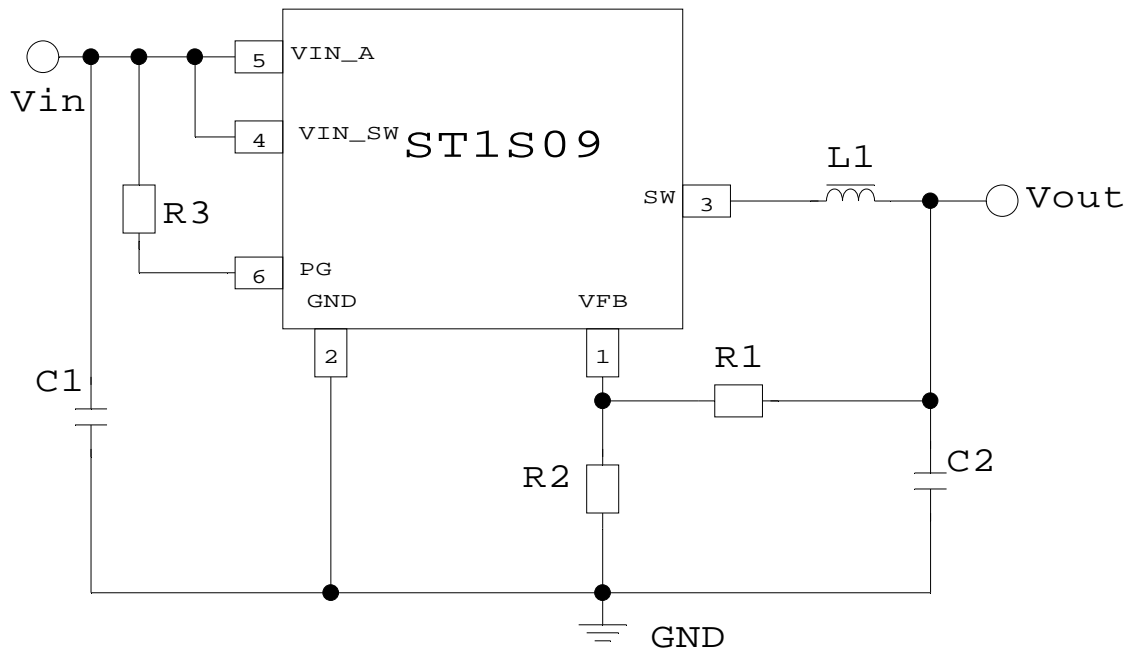 Vin
5
VIN_A
4
VIN_SW
ST1S09
R3
6
PG
GND
2
SW
3
L1
Vout
VFB
1
R1
C1
R2
C2
GND